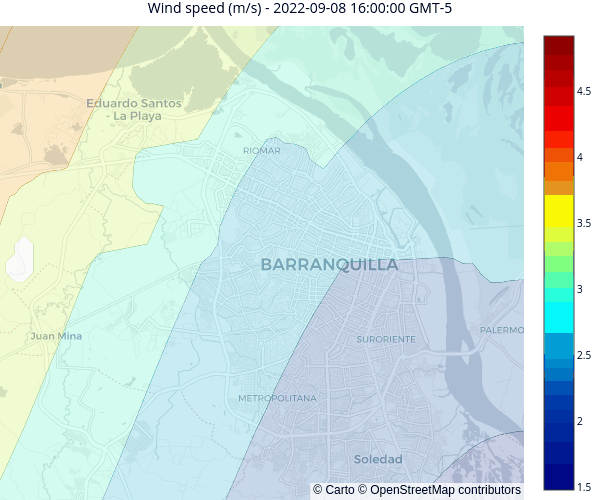 Wind speed (m/s) - 2022-09-08 16:00:00 GMT-5
Eduardo Santos
- La Playa
RIOMAR
BARRANQUILLA
Juan Mina
SURORIENTE
PALERMO
METROPOLITANA
Soledad
4.5
4
3.5
3
2.5
2
1.5
© Carto © OpenStreetMap contributors